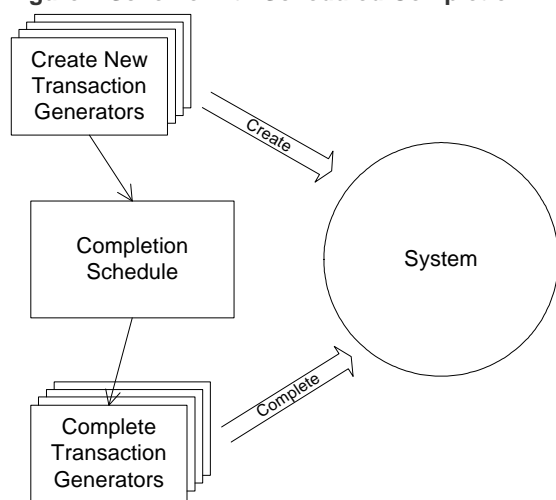 Create New
Transaction
Generators
Create
Completion
Schedule
System
Complete
Complete
Transaction
Generators